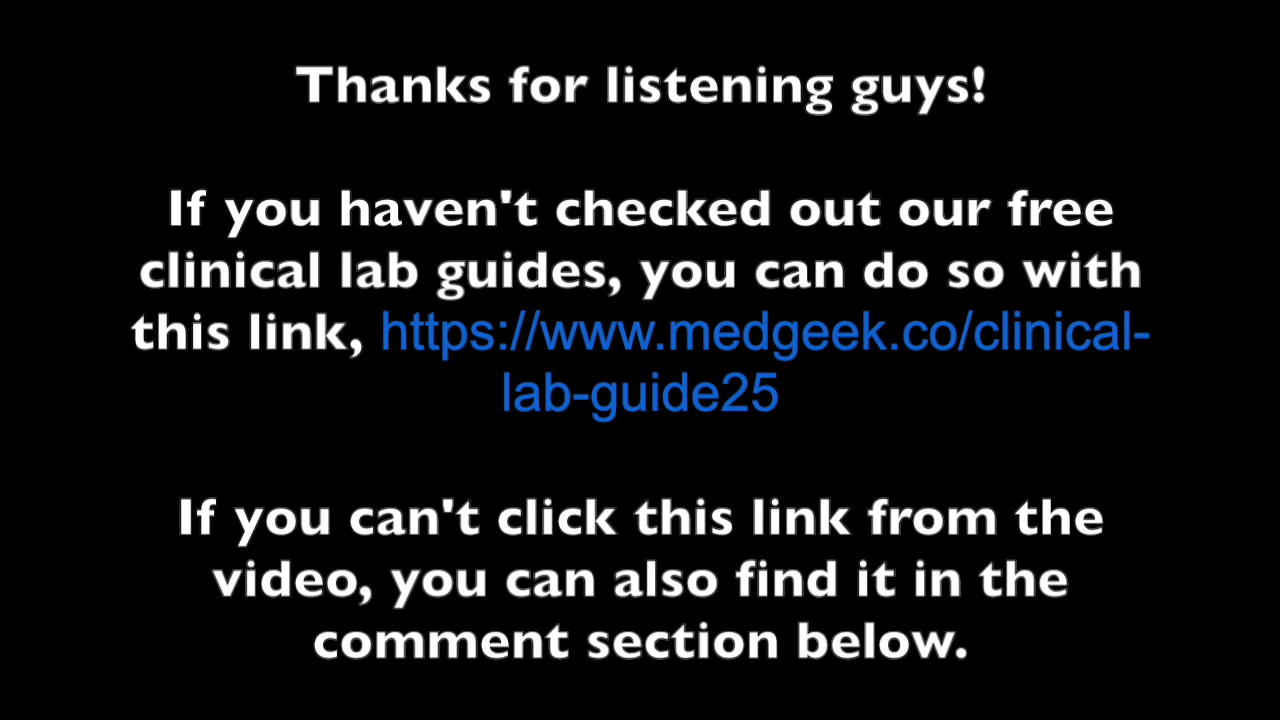 Thanks for listening guys!
If you haven't checked out our free
clinical lab guides, you can do so with
this link, https://www.medgeek.co/clinical-
lab-guide25
If you can't click this link from the
video, you can also find it in the
comment section below.